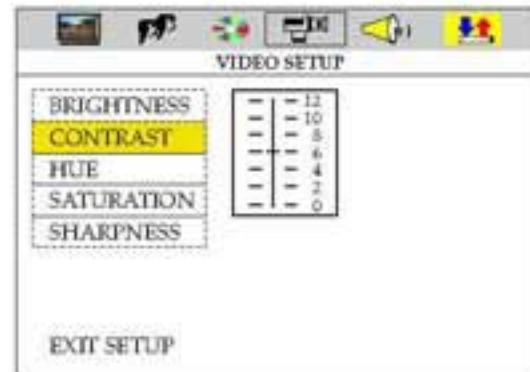 VIDEO SETUP
BRIGHTNESS
CONTRAST
HUE
SATURATION
SHARPNESS
12
10
8
6
4
2
0
EXIT SETUP